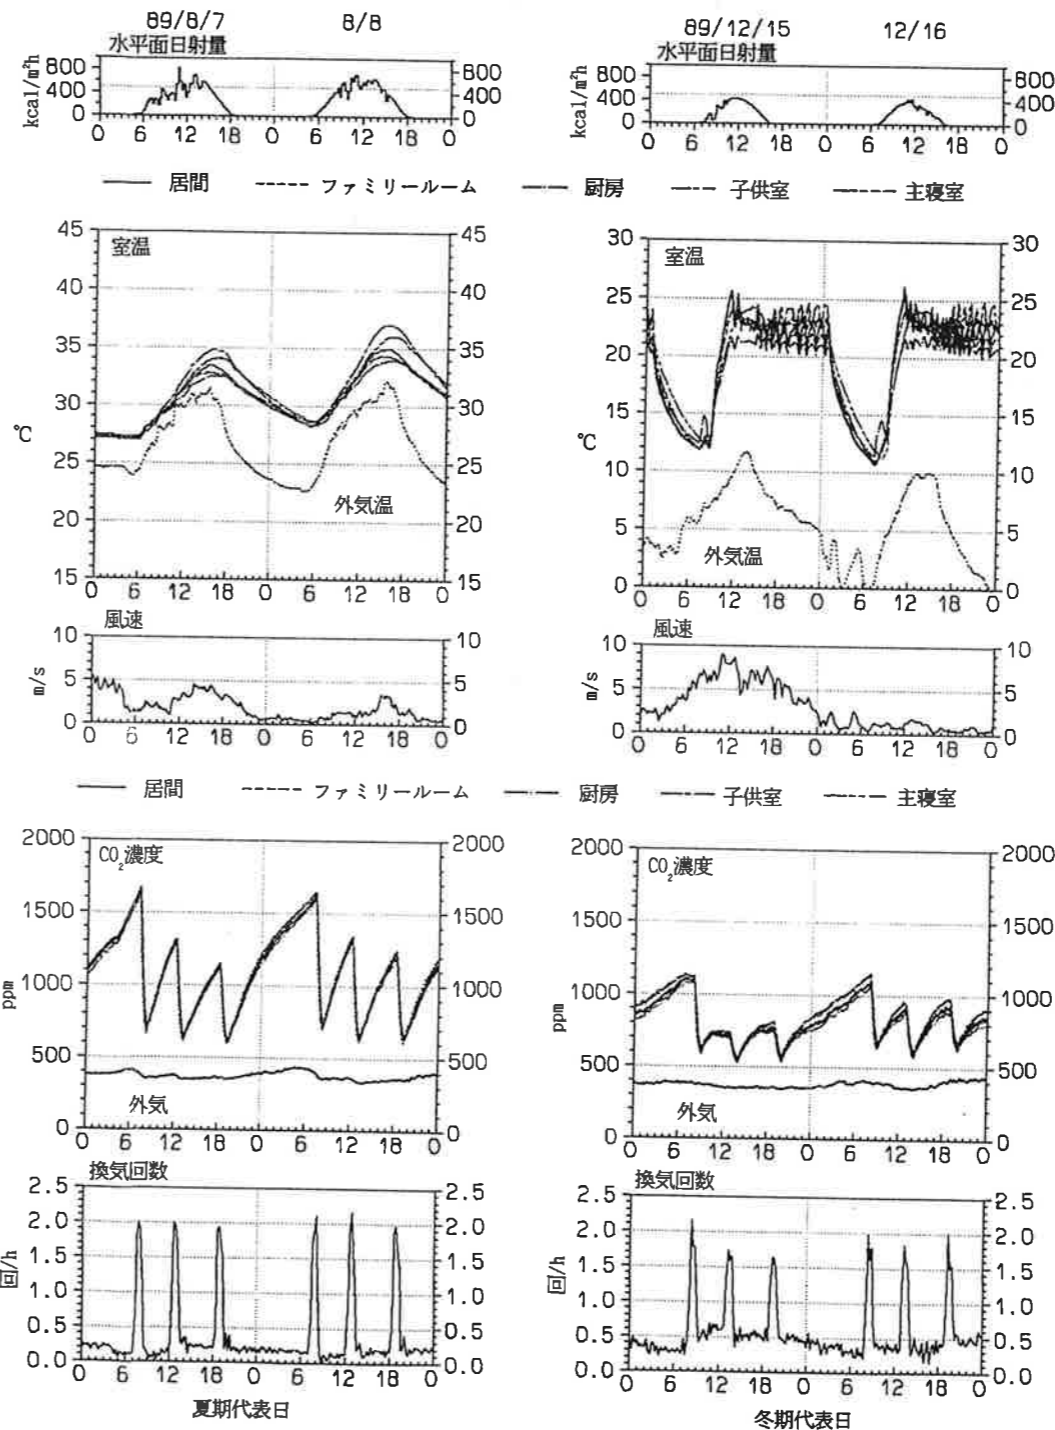 89/8/7 8/8
水平面日射量
kcal/m²h
800 400 0
800 400 0
0 6 12 18 0 6 12 18 0
89/12/15 12/16
水平面日射量
kcal/m²h
800 400 0
800 400 0
0 6 12 18 0 6 12 18 0
居間 ファミリールーム 厨房 子供室 主寝室
室温
℃
45 40 35 30 25 20 15
45 40 35 30 25 20 15
外気温
0 6 12 18 0 6 12 18 0
室温
℃
30 25 20 15 10 5 0
30 25 20 15 10 5 0
外気温
0 6 12 18 0 6 12 18 0
風速
m/s
10 5 0
10 5 0
0 6 12 18 0 6 12 18 0
風速
m/s
10 5 0
10 5 0
0 6 12 18 0 6 12 18 0
居間 ファミリールーム 厨房 子供室 主寝室
CO₂濃度
ppm
2000 1500 1000 500 0
2000 1500 1000 500 0
外気
0 6 12 18 0 6 12 18 0
CO₂濃度
ppm
2000 1500 1000 500 0
2000 1500 1000 500 0
外気
0 6 12 18 0 6 12 18 0
換気回数
回/h
2.5 2.0 1.5 1.0 0.5 0.0
2.5 2.0 1.5 1.0 0.5 0.0
0 6 12 18 0 6 12 18 0
夏期代表日
換気回数
回/h
2.5 2.0 1.5 1.0 0.5 0.0
2.5 2.0 1.5 1.0 0.5 0.0
0 6 12 18 0 6 12 18 0
冬期代表日